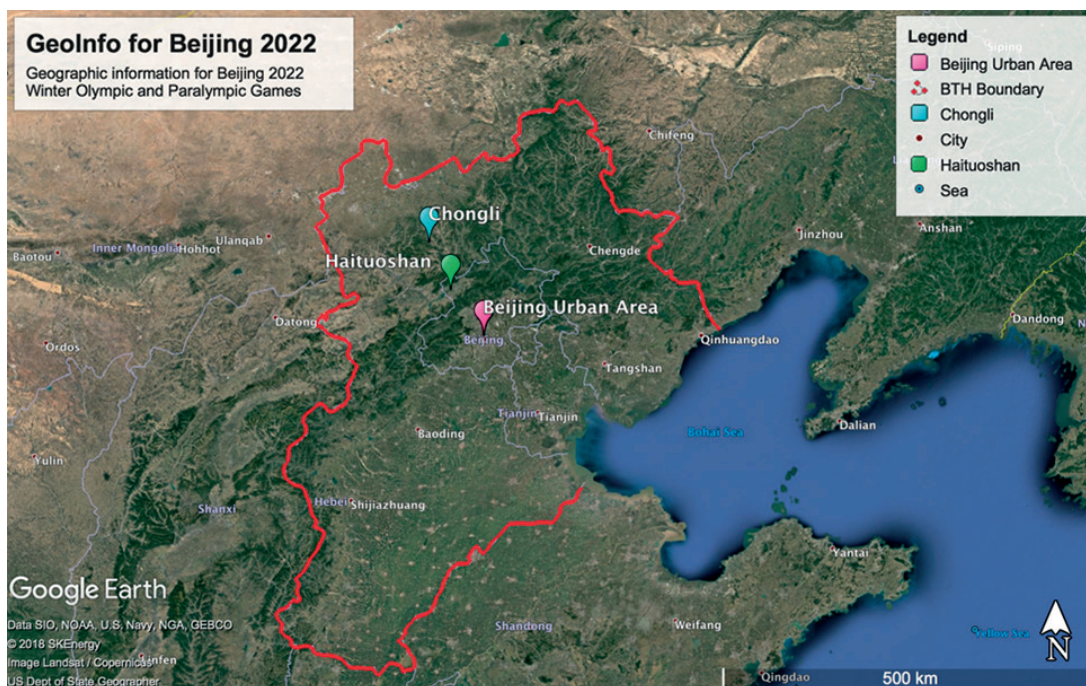 GeoInfo for Beijing 2022
Geographic information for Beijing 2022
Winter Olympic and Paralympic Games
Legend
Beijing Urban Area
BTH Boundary
Chongli
City
Haituoshan
Sea
Siping
Chifeng
Chongli
Anshan
Jinzhou
Ulanqab
Inner Mongolia
Hohhot
Baotou
Chengde
Haituoshan
Beijing Urban Area
Datong
Dandong
Ordos
Beijing
Qinhuangdao
Tangshan
Tianjin
Tianjin
Bohai Sea
Dalian
Baoding
Yulin
Hebei
Shijiazhuang
Shanxi
Yantai
Google Earth
Data SIO, NOAA, U.S. Navy, NGA, GEBCO
© 2018 SKEnergy
Image Landsat / Copernicus
US Dept of State Geographer
Shandong
Weifang
Yellow Sea
N
500 km
Qingdao